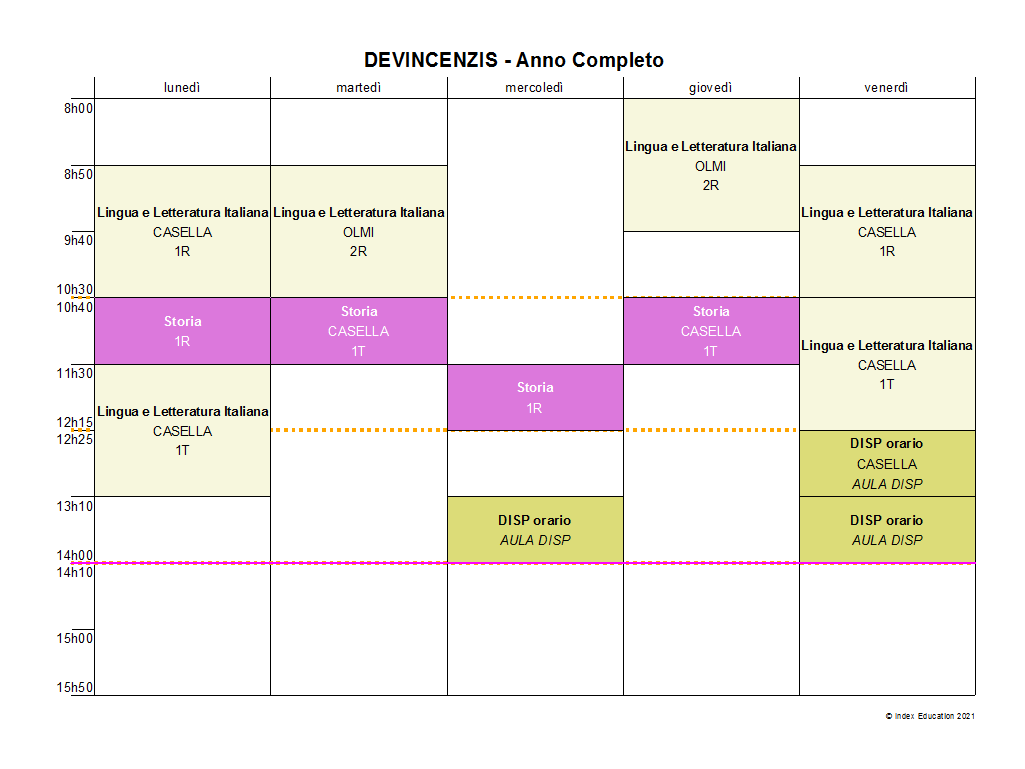 DEVINCENZIS - Anno Completo
lunedì martedì mercoledì giovedì venerdì
8h00
8h50
9h40
10h30
10h40
11h30
12h15
12h25
13h10
14h00
14h10
15h00
15h50
Lingua e Letteratura Italiana
CASELLA
1R
Storia
1R
Lingua e Letteratura Italiana
CASELLA
1T
Lingua e Letteratura Italiana
OLMI
2R
Storia
CASELLA
1T
Storia
1R
DISP orario
AULA DISP
Lingua e Letteratura Italiana
OLMI
2R
Storia
CASELLA
1T
Lingua e Letteratura Italiana
CASELLA
1R
Lingua e Letteratura Italiana
CASELLA
1T
DISP orario
CASELLA
AULA DISP
DISP orario
AULA DISP
© Index Education 2021